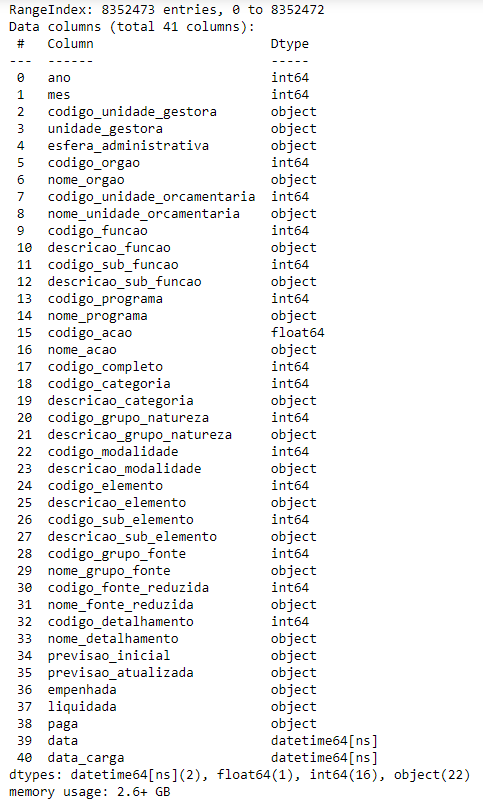 RangeIndex: 8352473 entries, 0 to 8352472
Data columns (total 41 columns):
 #   Column                        Dtype
---  ------                        -----
 0   ano                           int64
 1   mes                           int64
 2   codigo_unidade_gestora        object
 3   unidade_gestora               object
 4   esfera_administrativa         object
 5   codigo_orgao                  int64
 6   nome_orgao                    object
 7   codigo_unidade_orcamentaria   int64
 8   nome_unidade_orcamentaria     object
 9   codigo_funcao                 int64
 10  descricao_funcao              object
 11  codigo_sub_funcao             int64
 12  descricao_sub_funcao          object
 13  codigo_programa               int64
 14  nome_programa                 object
 15  codigo_acao                   float64
 16  nome_acao                     object
 17  codigo_completo               int64
 18  codigo_categoria              int64
 19  descricao_categoria           object
 20  codigo_grupo_natureza         int64
 21  descricao_grupo_natureza      object
 22  codigo_modalidade             int64
 23  descricao_modalidade          object
 24  codigo_elemento               int64
 25  descricao_elemento            object
 26  codigo_sub_elemento           int64
 27  descricao_sub_elemento        object
 28  codigo_grupo_fonte            int64
 29  nome_grupo_fonte              object
 30  codigo_fonte_reduzida         int64
 31  nome_fonte_reduzida           object
 32  codigo_detalhamento           int64
 33  nome_detalhamento             object
 34  previsao_inicial              object
 35  previsao_atualizada           object
 36  empenhada                     object
 37  liquidada                     object
 38  paga                          object
 39  data                          datetime64[ns]
 40  data_carga                    datetime64[ns]
dtypes: datetime64[ns](2), float64(1), int64(16), object(22)
memory usage: 2.6+ GB